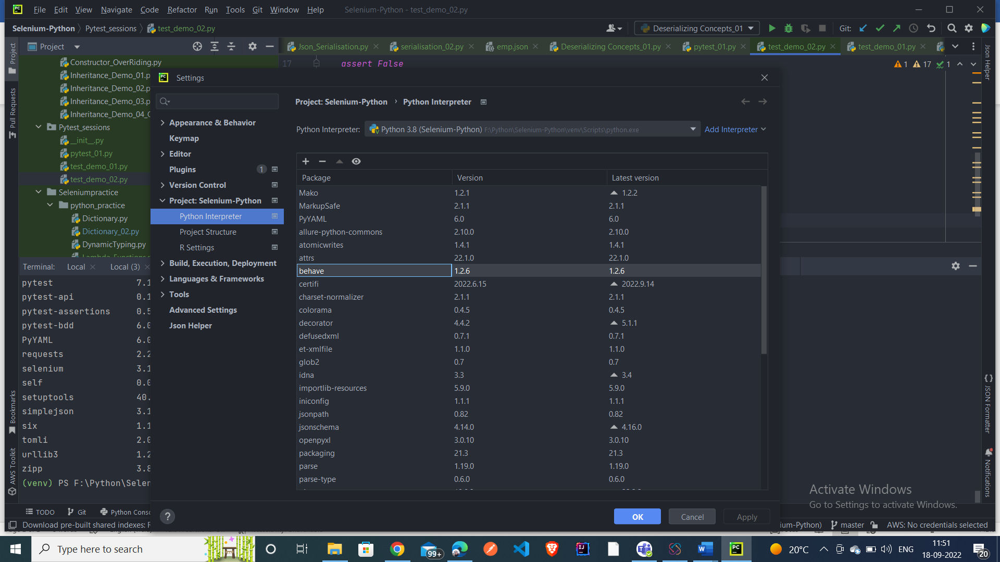 File Edit View Navigate Code Refactor Run Tools Git Window Help Selenium-Python - test_demo_02.py
Selenium-Python Pytest_sessions test_demo_02.py Deserializing Concepts_01 Git:
Project Json_Serialisation.py serialisation_02.py emp.json Deserializing Concepts_01.py pytest_01.py test_demo_02.py test_demo_01.py
17 assert False 1 17 1
Project
Pull Requests
Bookmarks
AWS Toolkit
Constructor_OverRiding.py
Inheritance_Demo_01.p
Inheritance_Demo_02.p
Inheritance_Demo_03.p
Inheritance_Demo_04_C
Pytest_sessions
__init__.py
pytest_01.py
test_demo_01.py
test_demo_02.py
Seleniumpractice
python_practice
Dictionary.py
Dictionary_02.py
DynamicTyping.py
Terminal: Local Local (3)
pytest 7.1
pytest-api 0.1
pytest-assertions 0.5
pytest-bdd 6.0
PyYAML 6.0
requests 2.2
selenium 3.1
self 0.0
setuptools 40.
simplejson 3.1
six 1.1
tomli 2.0
urllib3 1.2
zipp 3.8
(venv) PS F:\Python\Selen
TODO Git Python Conso
Download pre-built shared indexes: F
Settings
Appearance & Behavior
Keymap
Editor
Plugins 1
Version Control
Project: Selenium-Python
Python Interpreter
Project Structure
R Settings
Build, Execution, Deployment
Languages & Frameworks
Tools
Advanced Settings
Json Helper
Project: Selenium-Python › Python Interpreter
Python Interpreter: Python 3.8 (Selenium-Python) F:\Python\Selenium-Python\venv\Scripts\python.exe Add Interpreter
Package Version Latest version
Mako 1.2.1 1.2.2
MarkupSafe 2.1.1 2.1.1
PyYAML 6.0 6.0
allure-python-commons 2.10.0 2.10.0
atomicwrites 1.4.1 1.4.1
attrs 22.1.0 22.1.0
behave 1.2.6 1.2.6
certifi 2022.6.15 2022.9.14
charset-normalizer 2.1.1 2.1.1
colorama 0.4.5 0.4.5
decorator 4.4.2 5.1.1
defusedxml 0.7.1 0.7.1
et-xmlfile 1.1.0 1.1.0
glob2 0.7 0.7
idna 3.3 3.4
importlib-resources 5.9.0 5.9.0
iniconfig 1.1.1 1.1.1
jsonpath 0.82 0.82
jsonschema 4.14.0 4.16.0
openpyxl 3.0.10 3.0.10
packaging 21.3 21.3
parse 1.19.0 1.19.0
parse-type 0.6.0 0.6.0
? OK Cancel Apply
Json Helper
JSON Formatter
Notifications
Activate Windows
Go to Settings to activate Windows.
ium-Python) master AWS: No credentials selected
Type here to search 99+ 20°C ENG 11:51
18-09-2022 20